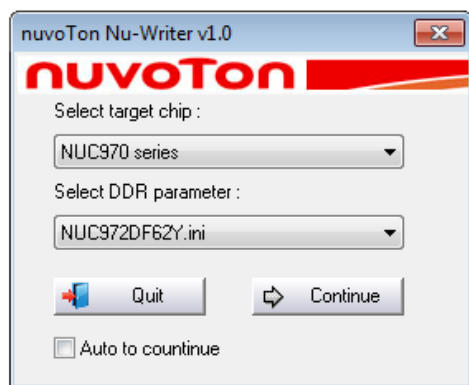 nuvoTon Nu-Writer v1.0
nuvoTon
Select target chip :
NUC970 series
Select DDR parameter :
NUC972DF62Y.ini
Quit
Continue
Auto to countinue